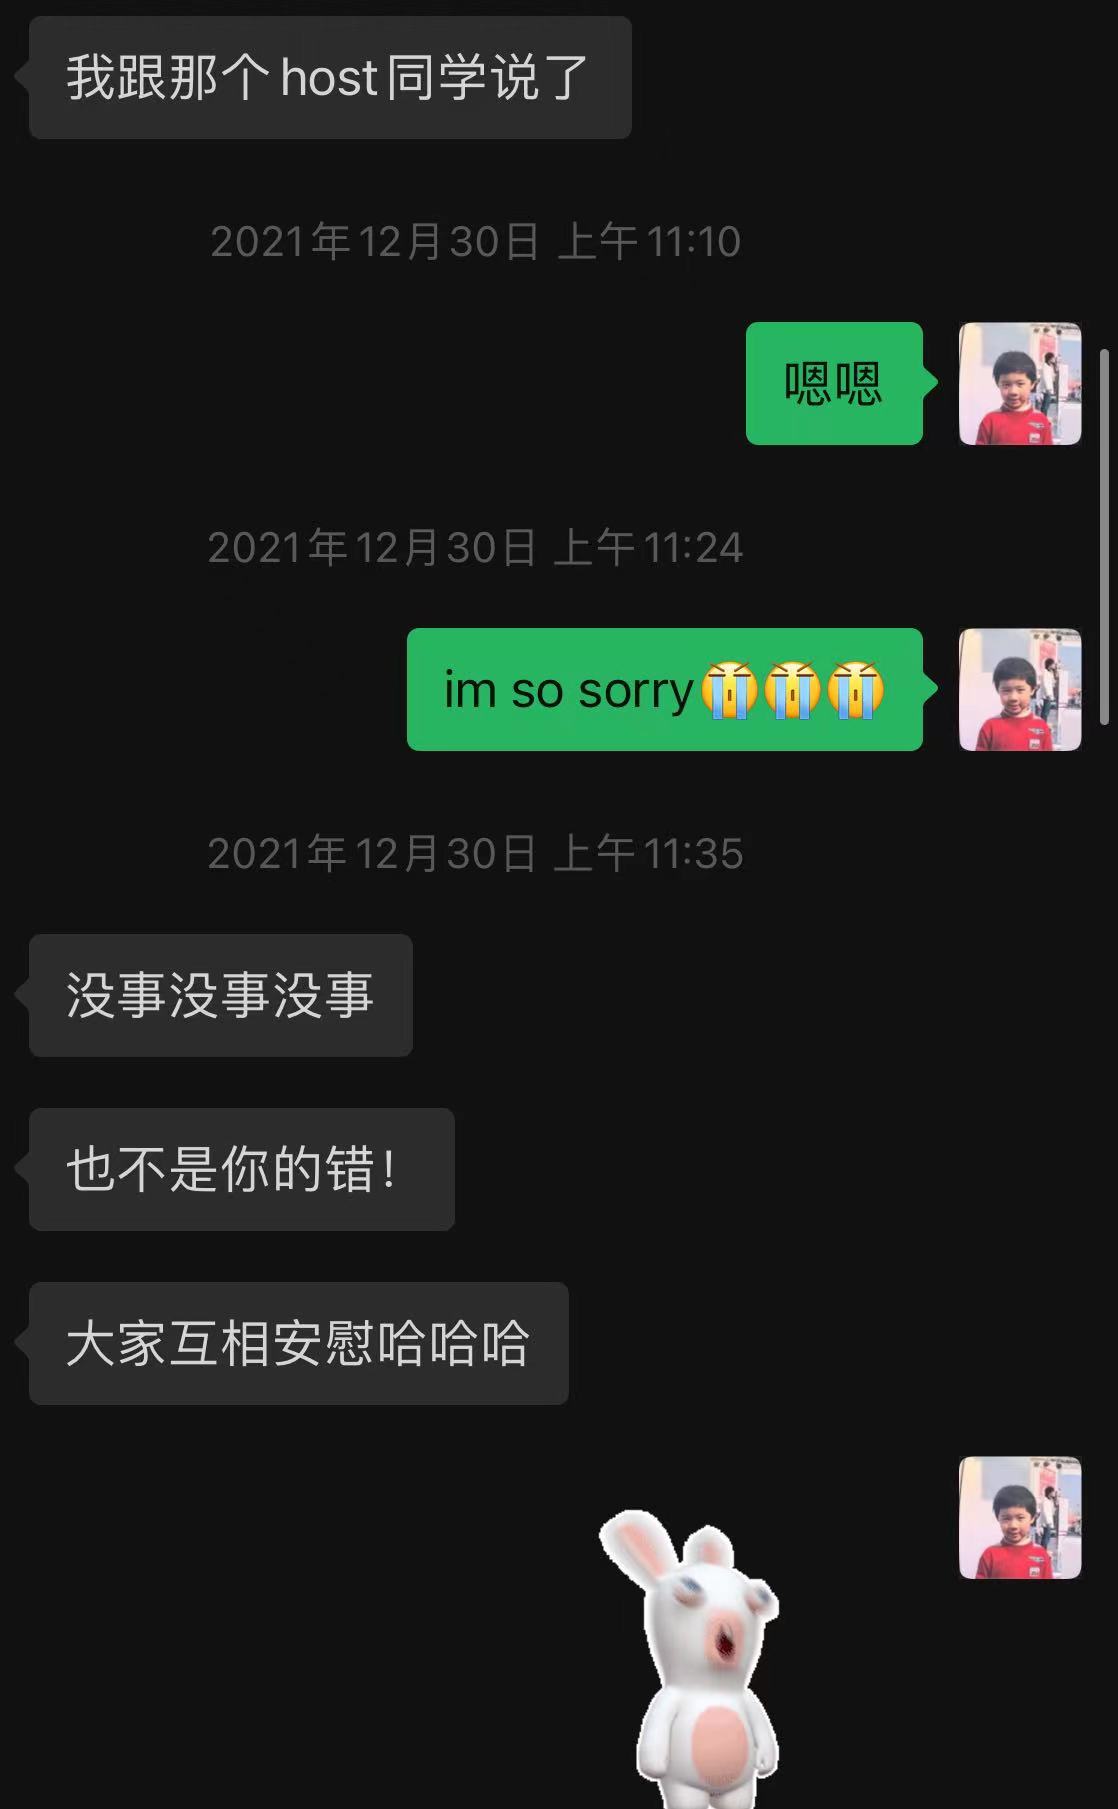 我跟那个host同学说了
2021年12月30日 上午11:10
嗯嗯
2021年12月30日 上午11:24
im so sorry😭😭😭
2021年12月30日 上午11:35
没事没事没事
也不是你的错！
大家互相安慰哈哈哈